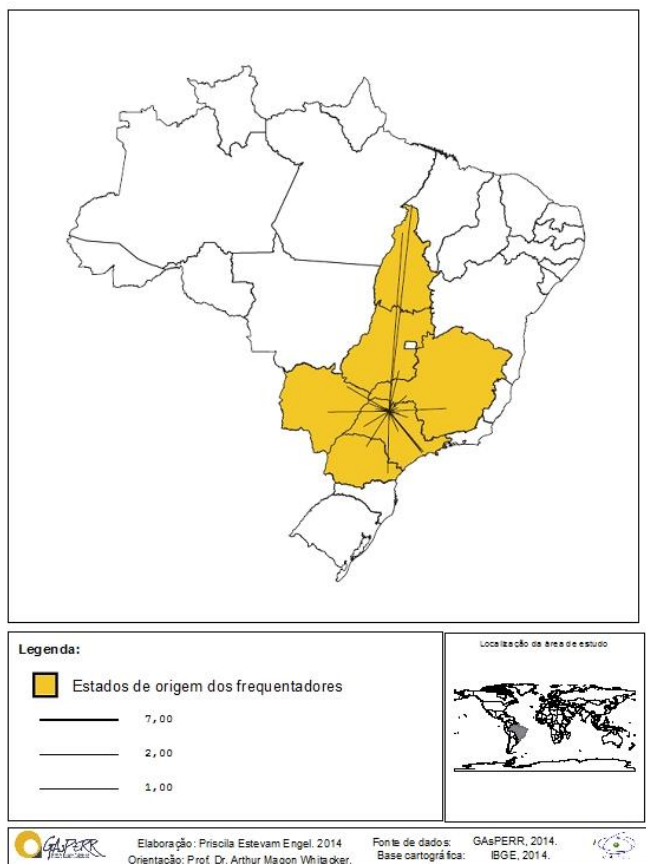 Legenda:
Estados de origem dos frequentadores
7,00
2,00
1,00
Localização da área de estudo
GAsPERR
Elaboração: Priscila Estevam Engel. 2014
Orientação: Prof. Dr. Arthur Magon Whitacker.
Fonte de dados: GAsPERR, 2014.
Base cartográfica: IBGE, 2014.